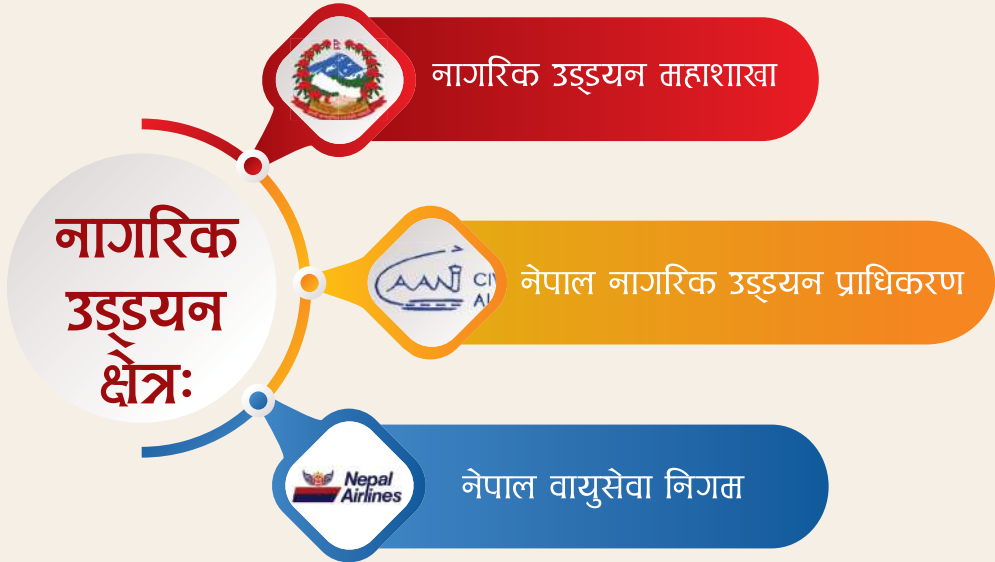 नागरिक
उड्डयन
क्षेत्रः
नागरिक उड्डयन महाशाखा
CAAN
नेपाल नागरिक उड्डयन प्राधिकरण
Nepal
Airlines
नेपाल वायुसेवा निगम